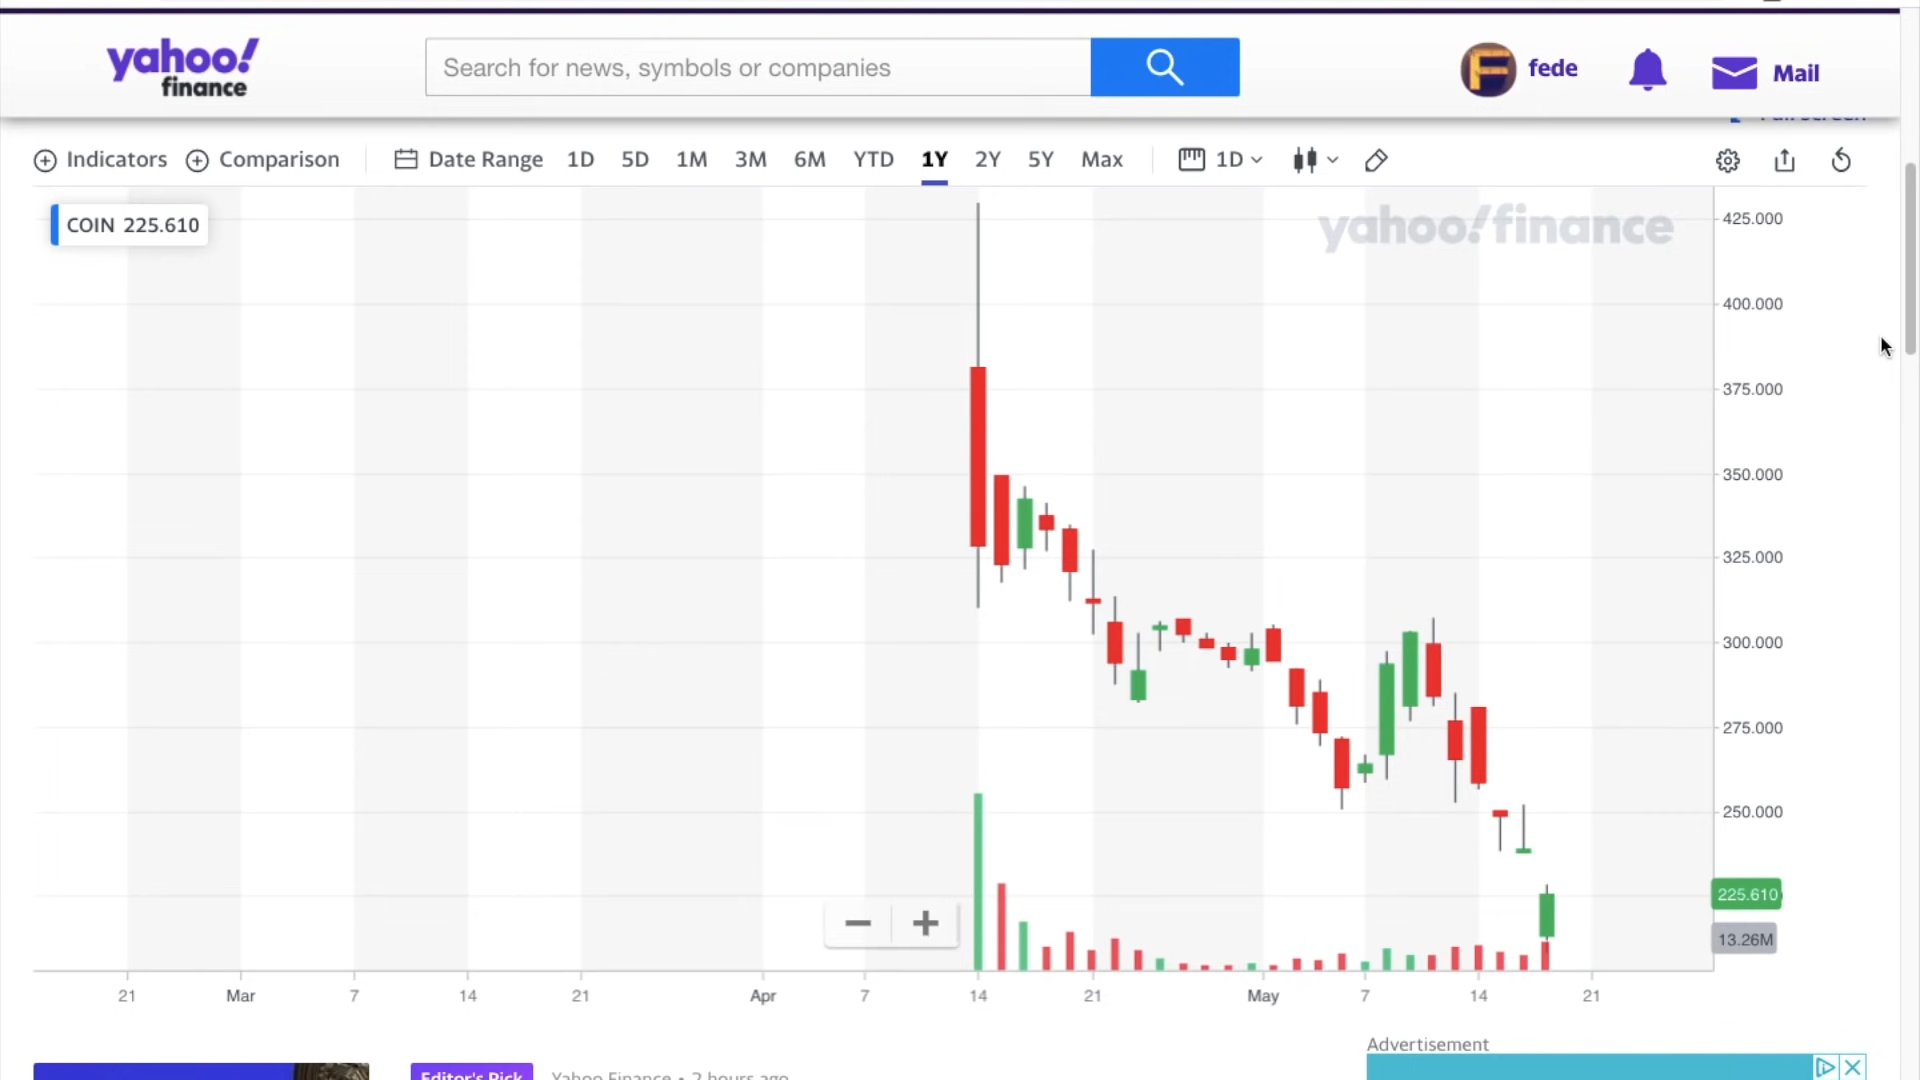 yahoo!
finance
Search for news, symbols or companies
fede
Mail
Indicators
Comparison
Date Range
1D
5D
1M
3M
6M
YTD
1Y
2Y
5Y
Max
1D
COIN 225.610
yahoo!finance
425.000
400.000
375.000
350.000
325.000
300.000
275.000
250.000
225.610
13.26M
21
Mar
7
14
21
Apr
7
14
21
May
7
14
21
Advertisement
Editor's Pick
Yahoo Finance • 2 hours ago